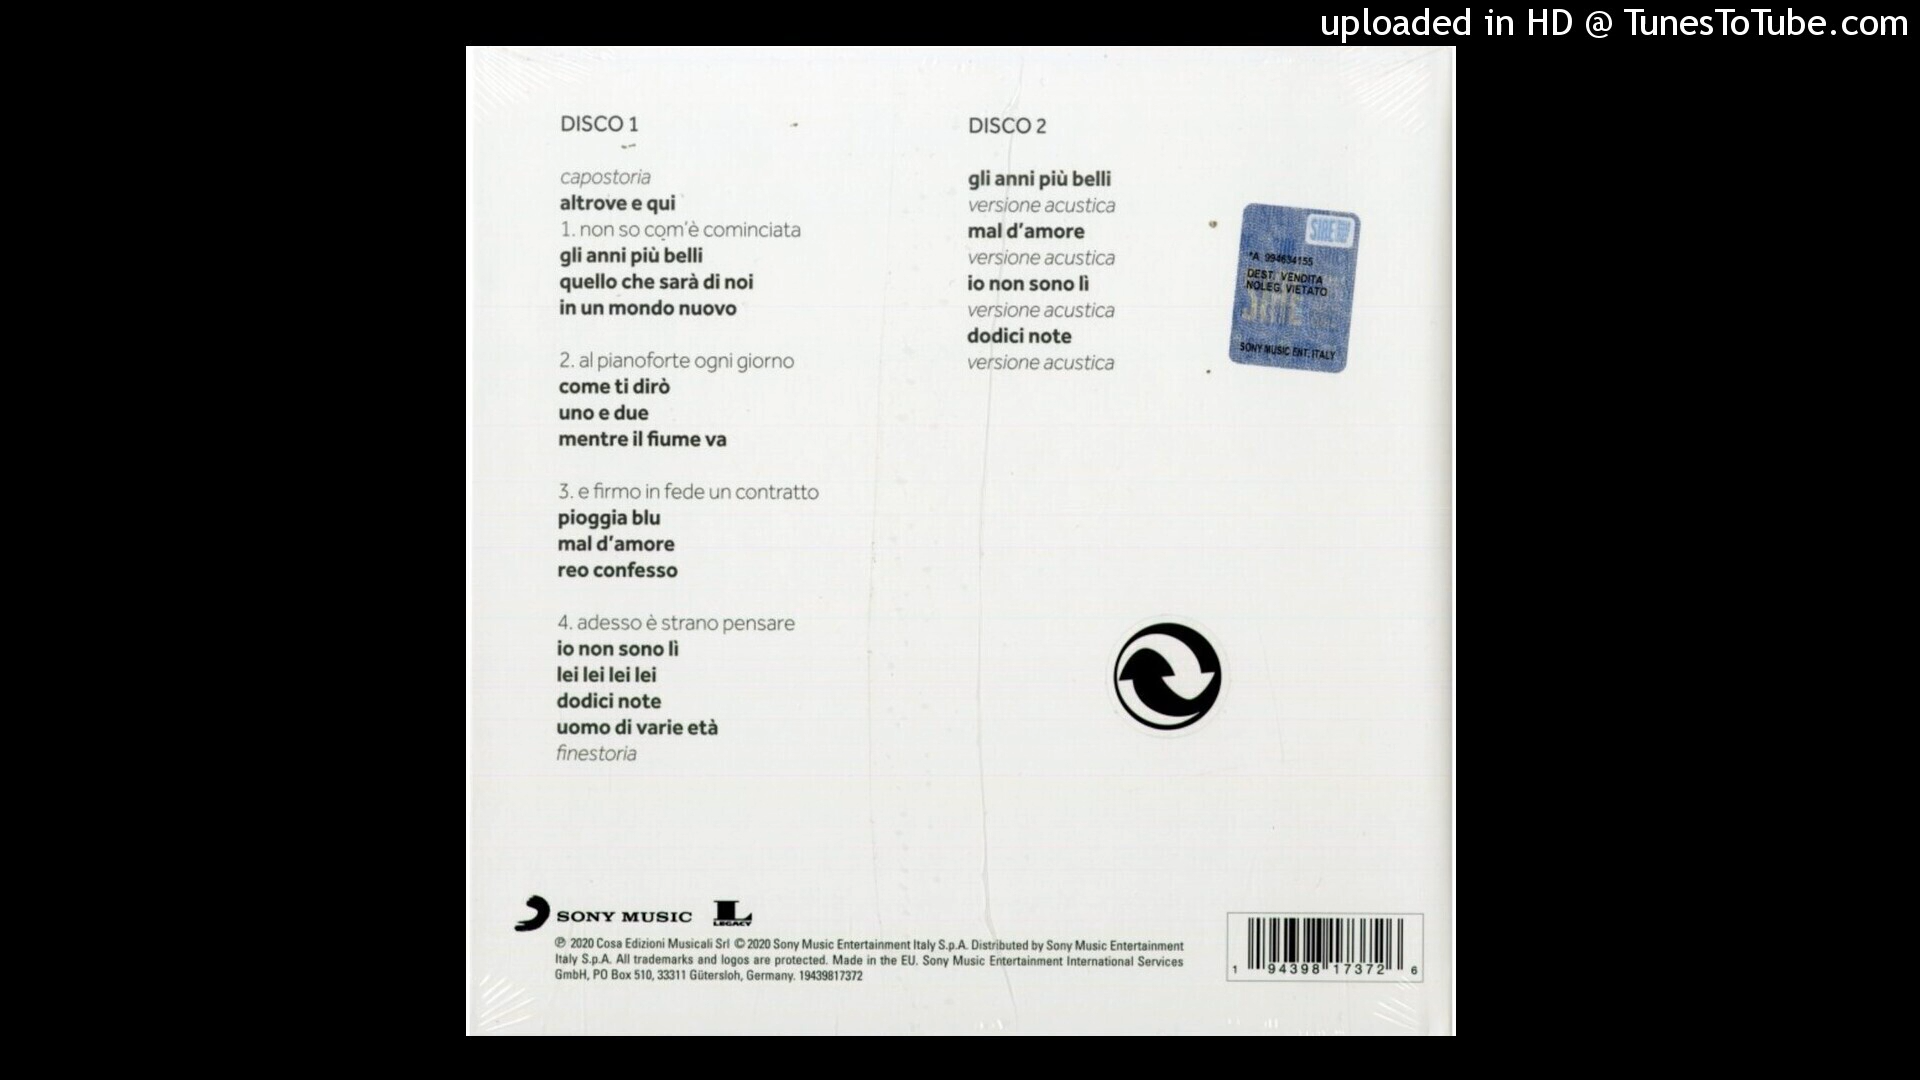 uploaded in HD @ TunesToTube.com
DISCO 1
capostoria
altrove e qui
1. non so com'è cominciata
gli anni più belli
quello che sarà di noi
in un mondo nuovo
2. al pianoforte ogni giorno
come ti dirò
uno e due
mentre il fiume va
3. e firmo in fede un contratto
pioggia blu
mal d'amore
reo confesso
4. adesso è strano pensare
io non sono lì
lei lei lei lei
dodici note
uomo di varie età
finestoria
DISCO 2
gli anni più belli
versione acustica
mal d'amore
versione acustica
io non sono lì
versione acustica
dodici note
versione acustica
SIAE
*A 994634155
DEST. VENDITA
NOLEG. VIETATO
SONY MUSIC ENT. ITALY
SONY MUSIC
L
LEGACY
℗ 2020 Cosa Edizioni Musicali Srl © 2020 Sony Music Entertainment Italy S.p.A. Distributed by Sony Music Entertainment
Italy S.p.A. All trademarks and logos are protected. Made in the EU. Sony Music Entertainment International Services
GmbH, PO Box 510, 33311 Gütersloh, Germany. 19439817372
1 94398 17372 6